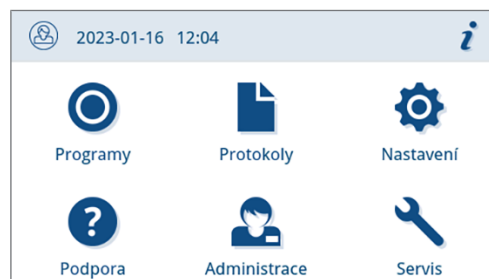 2023-01-16 12:04
Programy Protokoly Nastavení
Podpora Administrace Servis